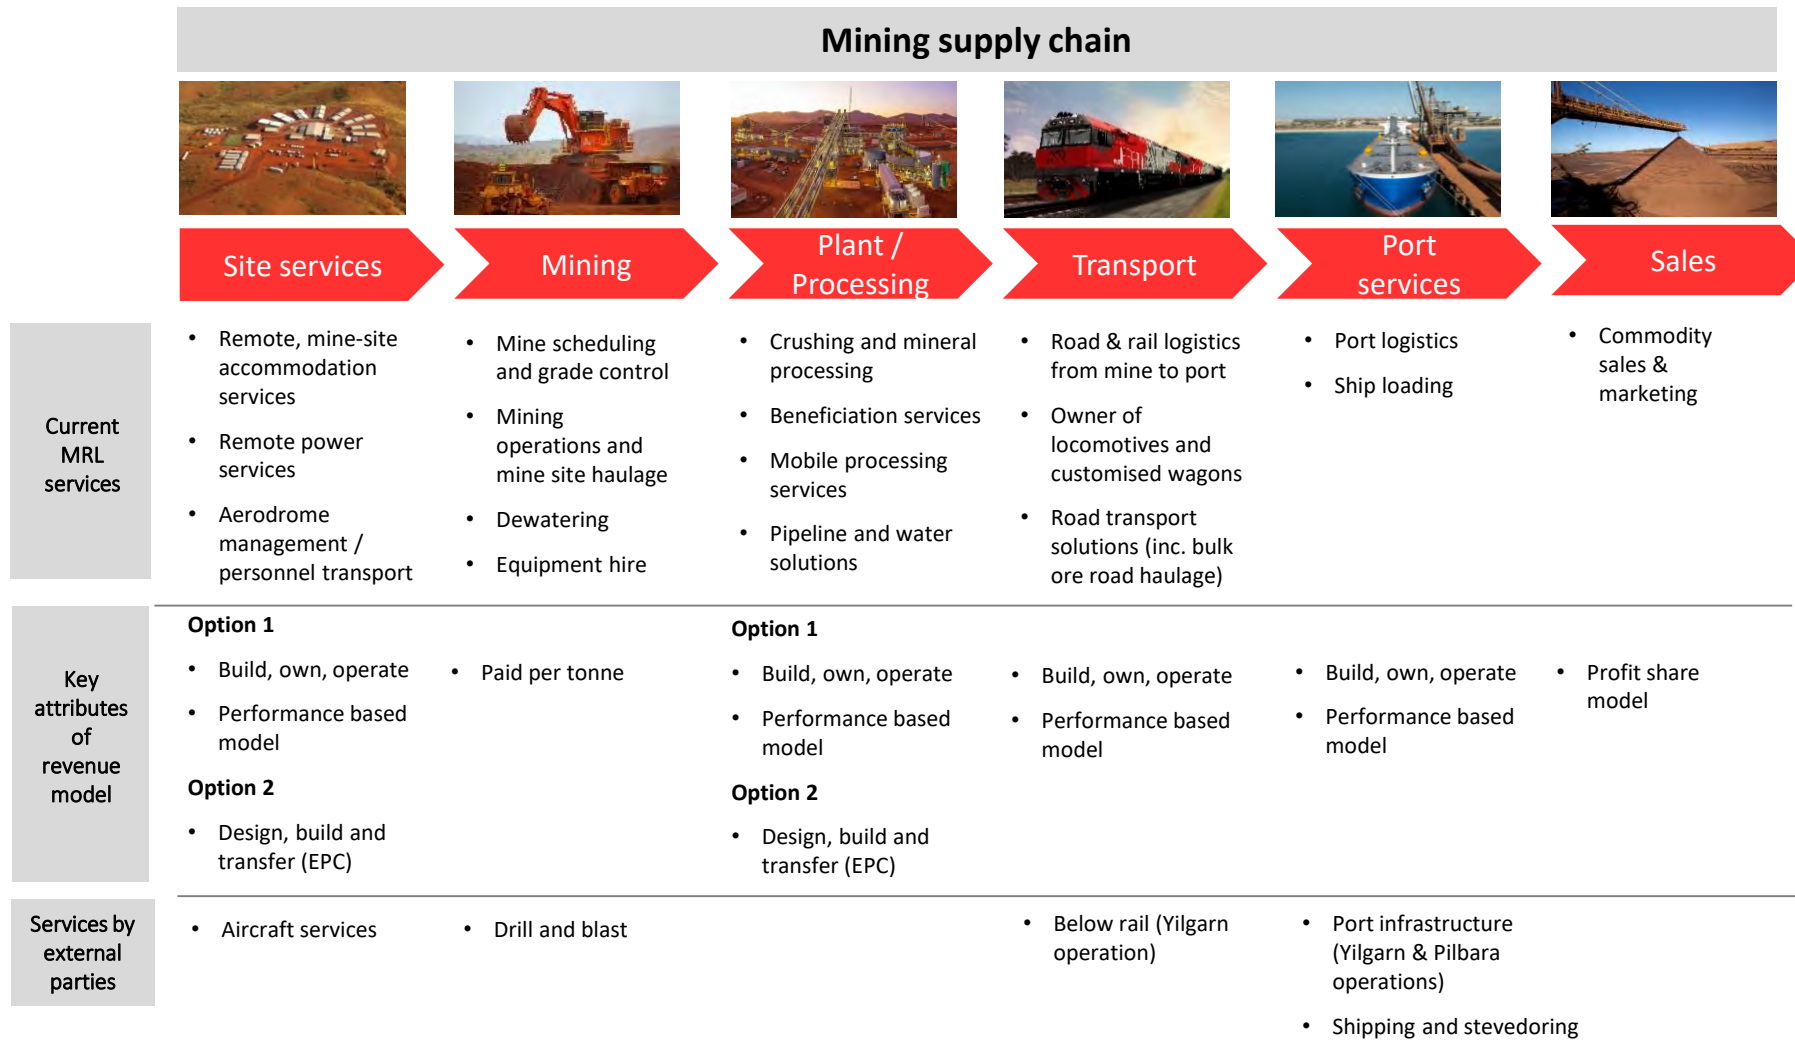 Mining supply chain
Site services
Mining
Plant /
Processing
Transport
Port
services
Sales
Current
MRL
services
• Remote, mine-site
accommodation
services
• Remote power
services
• Aerodrome
management /
personnel transport
• Mine scheduling
and grade control
• Mining
operations and
mine site haulage
• Dewatering
• Equipment hire
• Crushing and mineral
processing
• Beneficiation services
• Mobile processing
services
• Pipeline and water
solutions
• Road & rail logistics
from mine to port
• Owner of
locomotives and
customised wagons
• Road transport
solutions (inc. bulk
ore road haulage)
• Port logistics
• Ship loading
• Commodity
sales &
marketing
Key
attributes
of
revenue
model
Option 1
• Build, own, operate
• Performance based
model
Option 2
• Design, build and
transfer (EPC)
• Paid per tonne
Option 1
• Build, own, operate
• Performance based
model
Option 2
• Design, build and
transfer (EPC)
• Build, own, operate
• Performance based
model
• Build, own, operate
• Performance based
model
• Profit share
model
Services by
external
parties
• Aircraft services
• Drill and blast
• Below rail (Yilgarn
operation)
• Port infrastructure
(Yilgarn & Pilbara
operations)
• Shipping and stevedoring